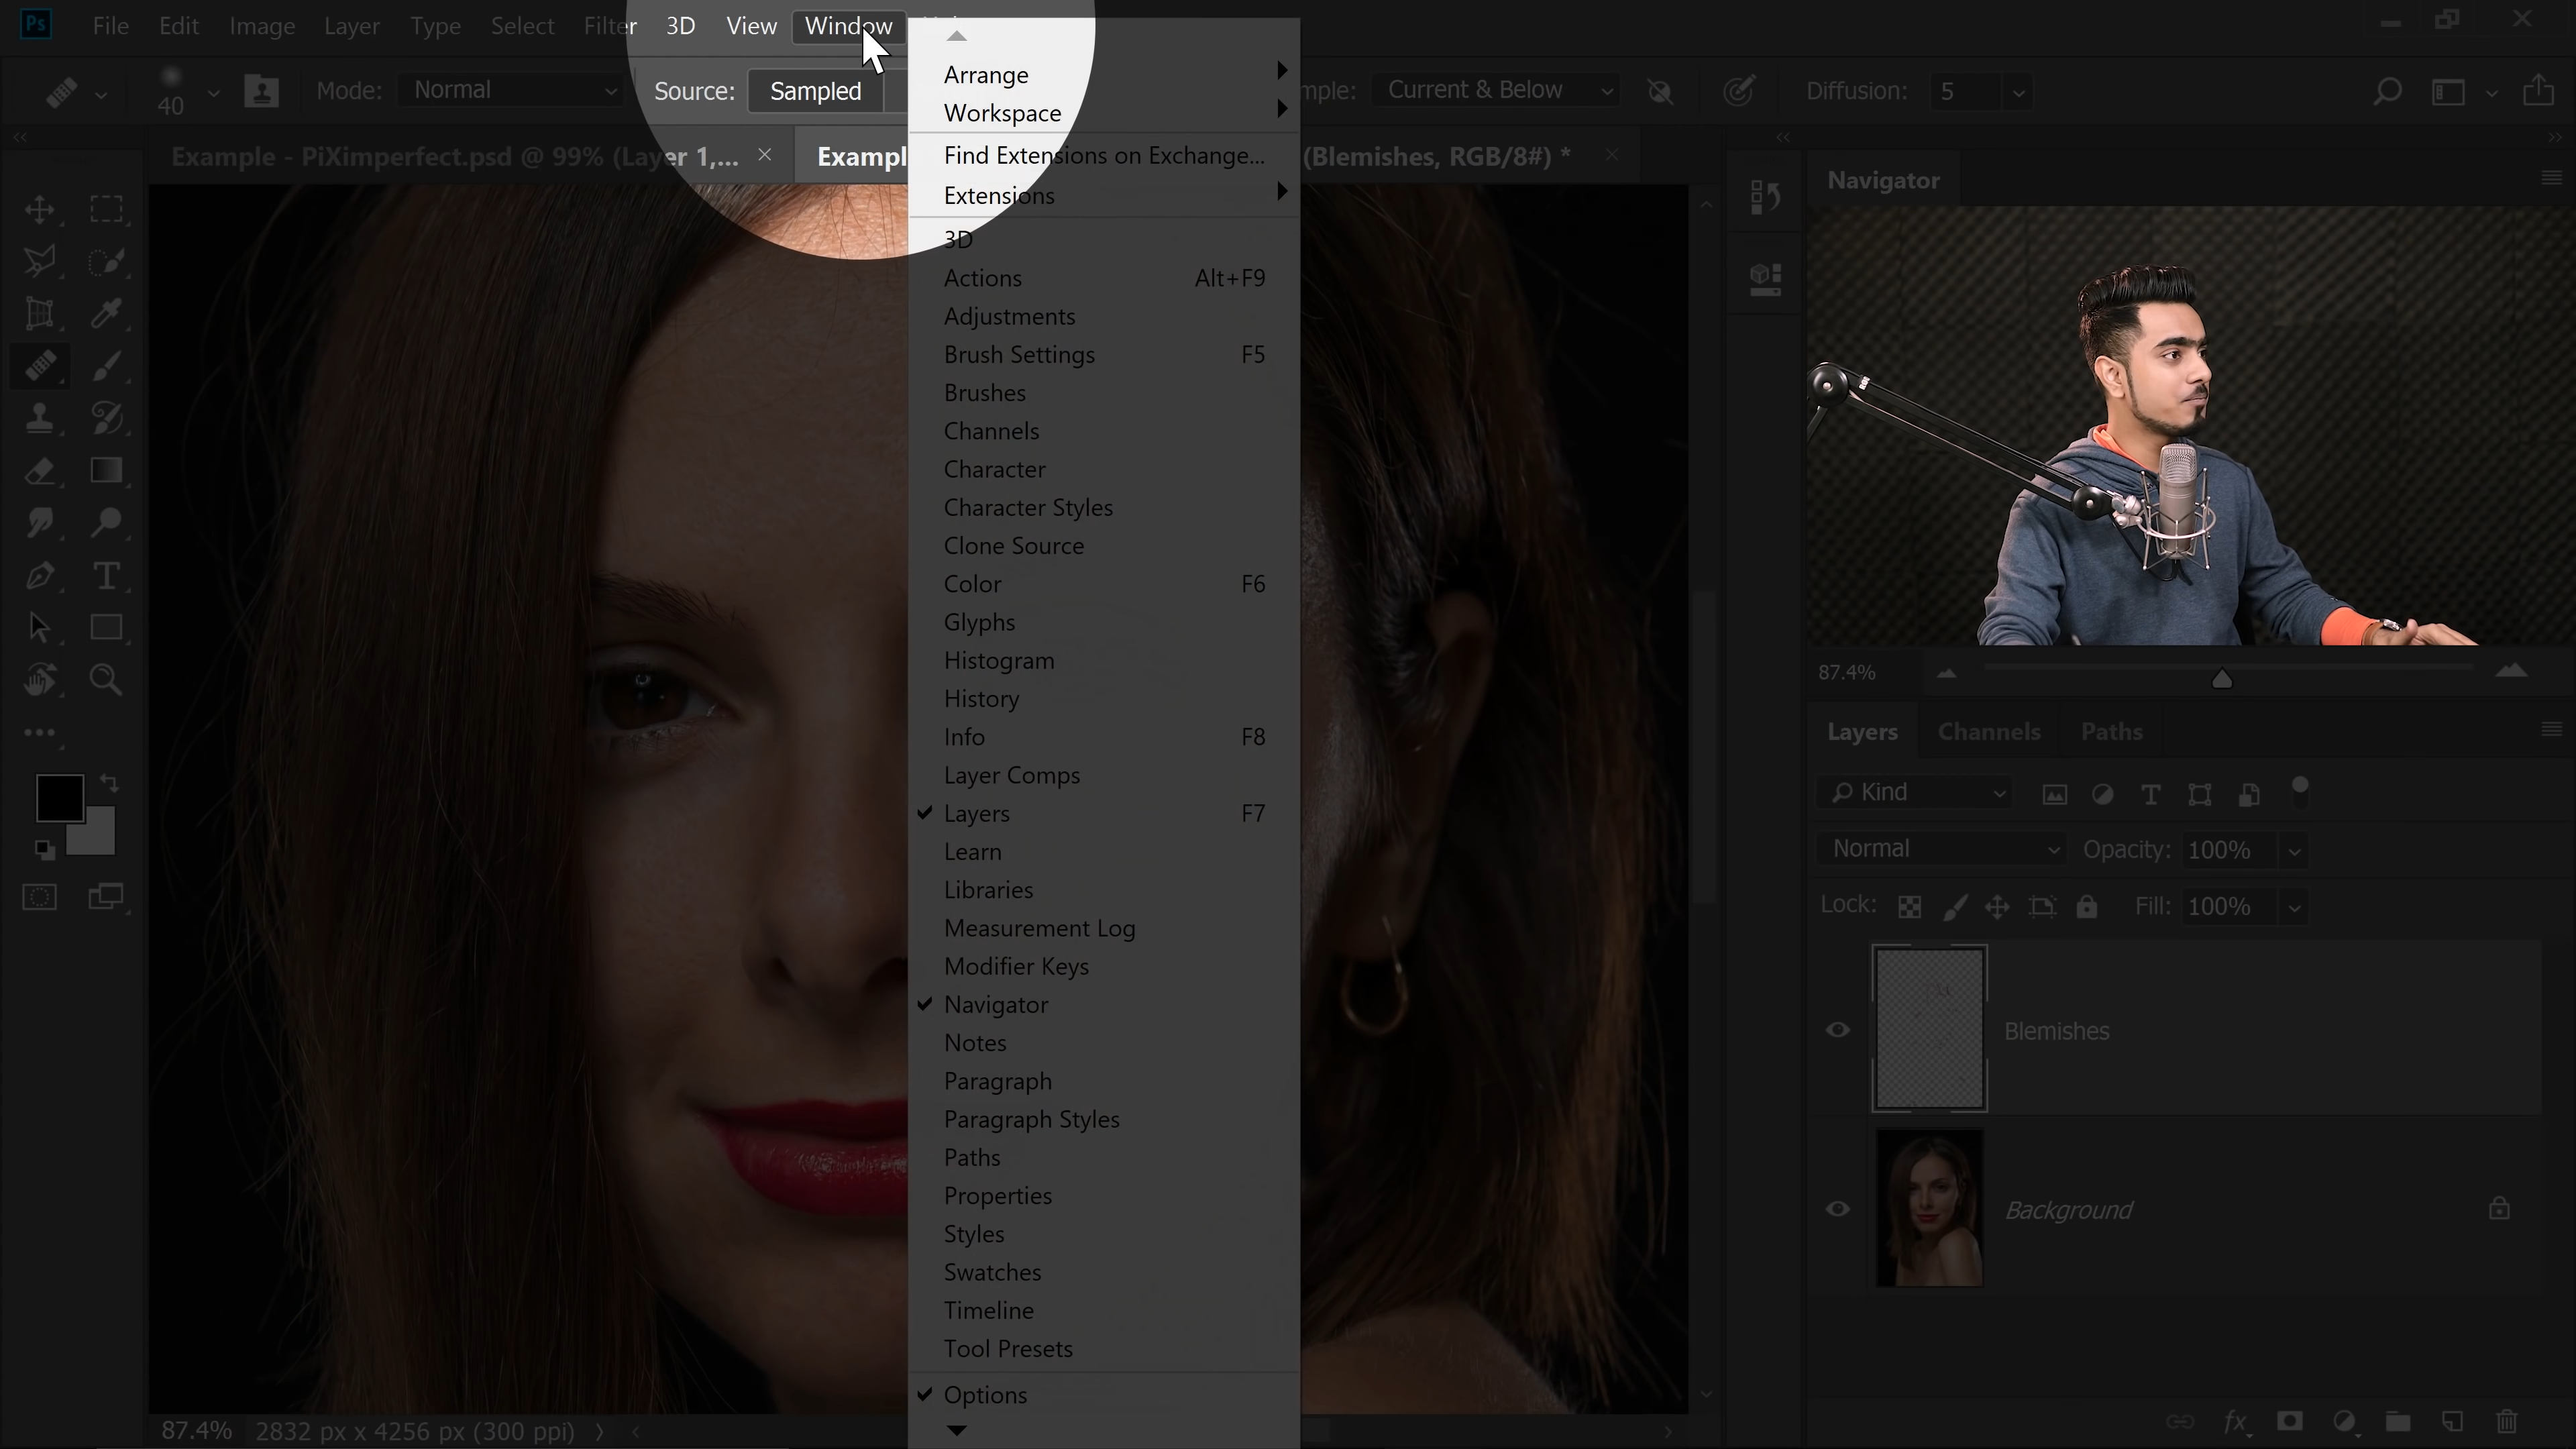 Ps File Edit Image Layer Type Select Filter 3D View Window
40 Mode: Normal Source: Sampled Current & Below Diffusion: 5
Example - PiXimperfect.psd @ 99% (Layer 1,... × (Blemishes, RGB/8#) * ×
Arrange
Workspace
Find Extensions on Exchange...
Extensions
3D
Actions Alt+F9
Adjustments
Brush Settings F5
Brushes
Channels
Character
Character Styles
Clone Source
Color F6
Glyphs
Histogram
History
Info F8
Layer Comps
Layers F7
Learn
Libraries
Measurement Log
Modifier Keys
Navigator
Notes
Paragraph
Paragraph Styles
Paths
Properties
Styles
Swatches
Timeline
Tool Presets
Options
Navigator
87.4%
Layers Channels Paths
Kind
Normal Opacity: 100%
Lock: Fill: 100%
Blemishes
Background
fx
87.4% 2832 px x 4256 px (300 ppi)